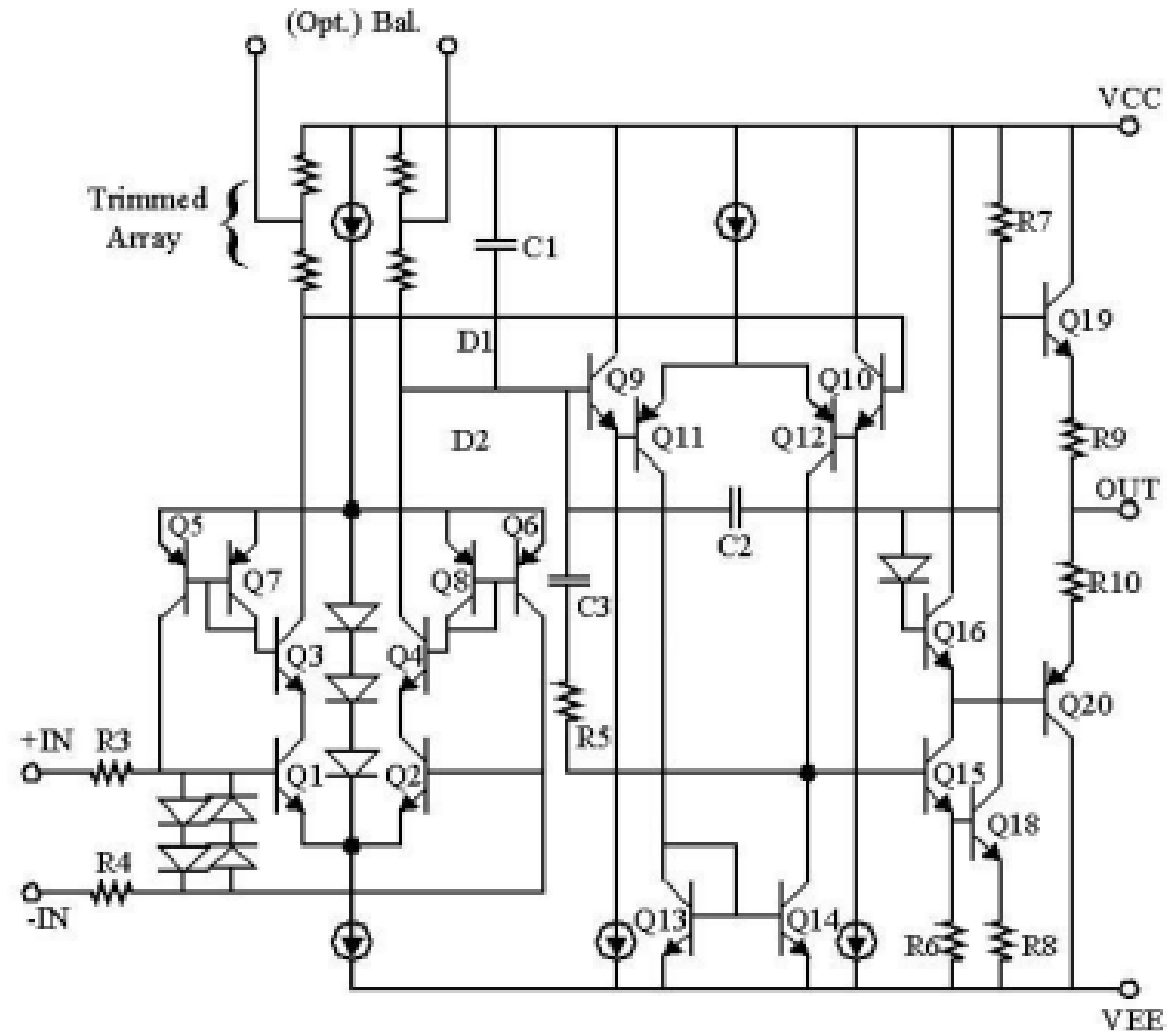 (Opt.) Bal.
VCC
Trimmed
Array
R7
C1
Q19
D1
Q9
Q10
D2
Q11
Q12
R9
OUT
Q5
Q6
C2
Q7
Q8
C3
R10
Q16
Q3
Q4
Q20
R5
+IN
R3
Q1
Q2
Q15
Q18
R4
-IN
Q13
Q14
R6
R8
VEE